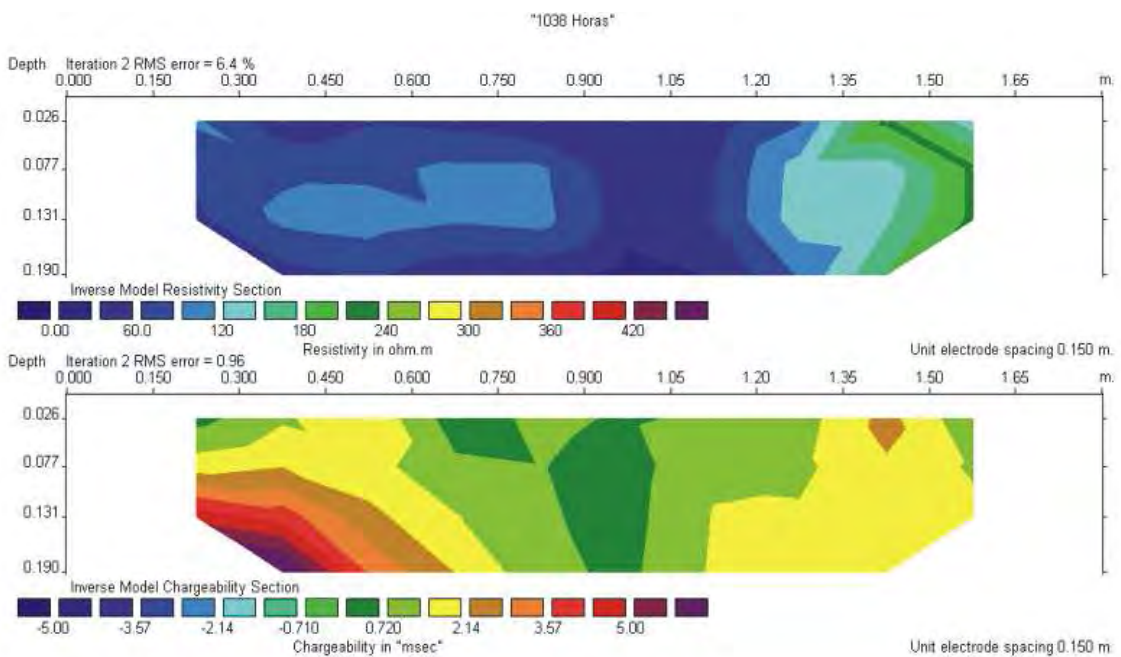 "1038 Horas"
Depth Iteration 2 RMS error = 6.4 %
0.000 0.150 0.300 0.450 0.600 0.750 0.900 1.05 1.20 1.35 1.50 1.65 m.
0.026
0.077
0.131
0.190
Inverse Model Resistivity Section
0.00 60.0 120 180 240 300 360 420
Resistivity in ohm.m
Unit electrode spacing 0.150 m.
Depth Iteration 2 RMS error = 0.96
0.000 0.150 0.300 0.450 0.600 0.750 0.900 1.05 1.20 1.35 1.50 1.65 m.
0.026
0.077
0.131
0.190
Inverse Model Chargeability Section
-5.00 -3.57 -2.14 -0.710 0.720 2.14 3.57 5.00
Chargeability in "msec"
Unit electrode spacing 0.150 m.